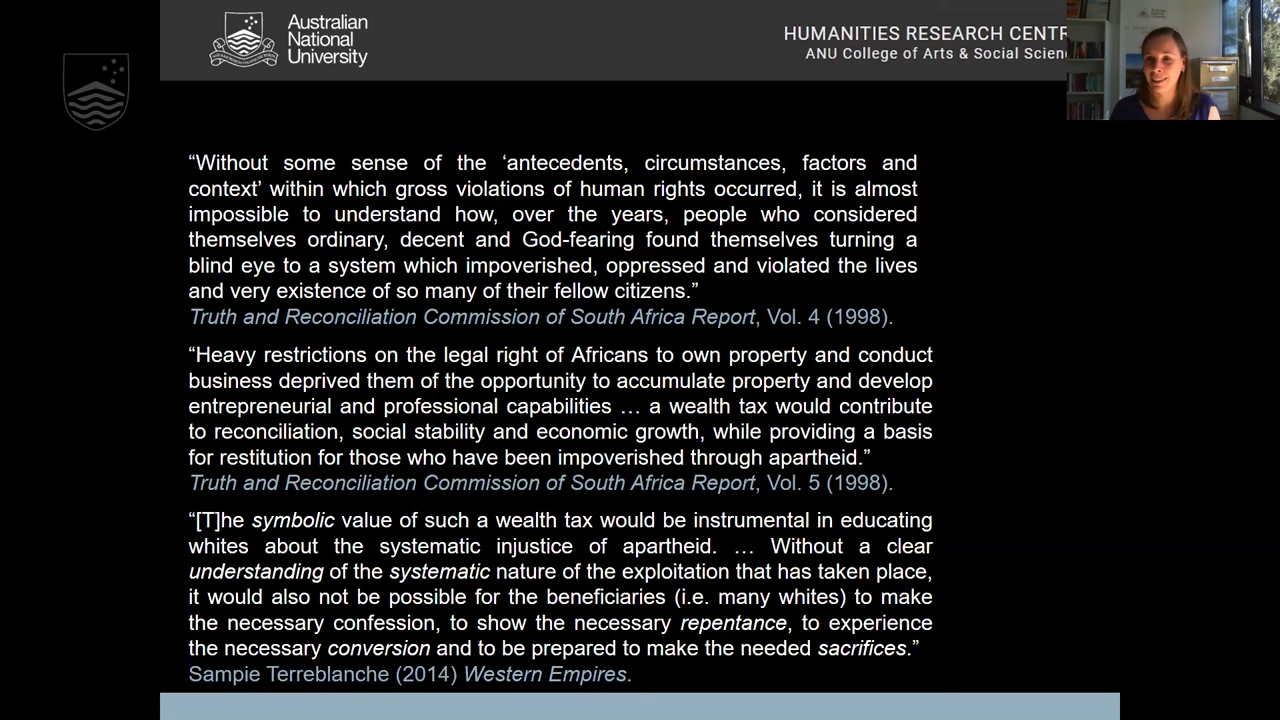 Australian
National
University
HUMANITIES RESEARCH CENTR
ANU College of Arts & Social Scien
“Without some sense of the ‘antecedents, circumstances, factors and
context’ within which gross violations of human rights occurred, it is almost
impossible to understand how, over the years, people who considered
themselves ordinary, decent and God-fearing found themselves turning a
blind eye to a system which impoverished, oppressed and violated the lives
and very existence of so many of their fellow citizens.”
Truth and Reconciliation Commission of South Africa Report, Vol. 4 (1998).
“Heavy restrictions on the legal right of Africans to own property and conduct
business deprived them of the opportunity to accumulate property and develop
entrepreneurial and professional capabilities … a wealth tax would contribute
to reconciliation, social stability and economic growth, while providing a basis
for restitution for those who have been impoverished through apartheid.”
Truth and Reconciliation Commission of South Africa Report, Vol. 5 (1998).
“[T]he symbolic value of such a wealth tax would be instrumental in educating
whites about the systematic injustice of apartheid. … Without a clear
understanding of the systematic nature of the exploitation that has taken place,
it would also not be possible for the beneficiaries (i.e. many whites) to make
the necessary confession, to show the necessary repentance, to experience
the necessary conversion and to be prepared to make the needed sacrifices.”
Sampie Terreblanche (2014) Western Empires.